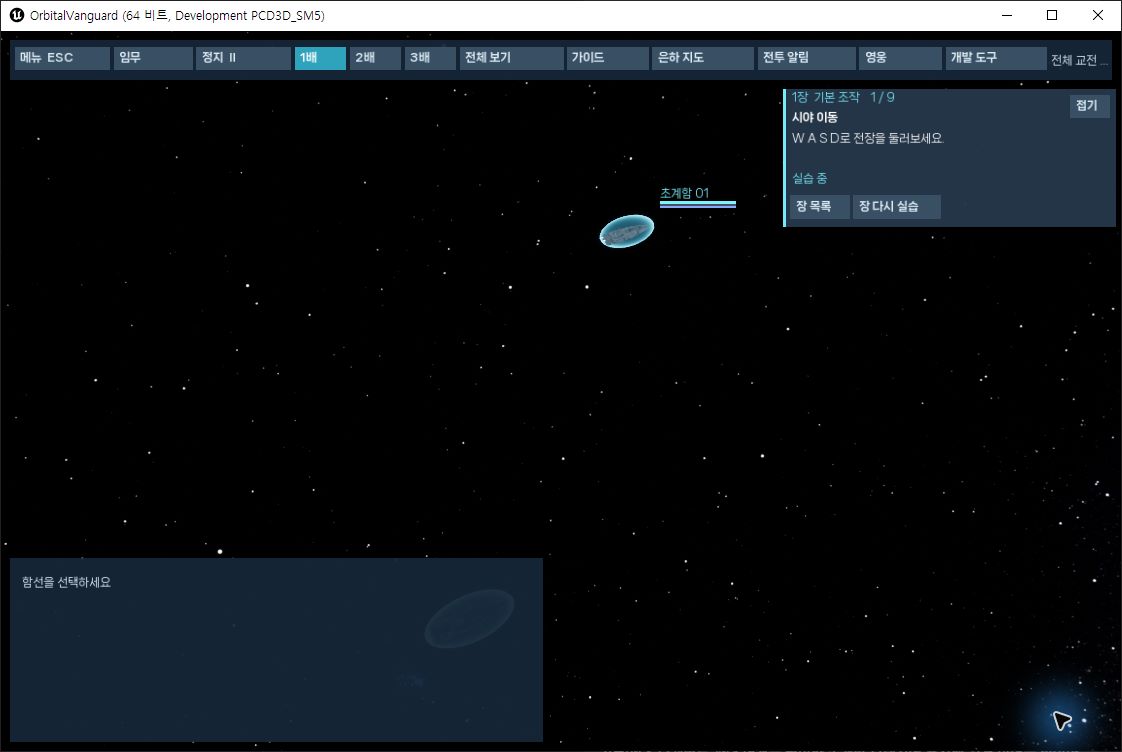 OrbitalVanguard (64 비트, Development PCD3D_SM5)
메뉴 ESC 임무 정지 II 1배 2배 3배 전체 보기 가이드 은하 지도 전투 알림 영웅 개발 도구 전체 교전 ...
1장 기본 조작 1 / 9
접기
시야 이동
W A S D로 전장을 둘러보세요.
실습 중
장 목록 장 다시 실습
초계함 01
함선을 선택하세요